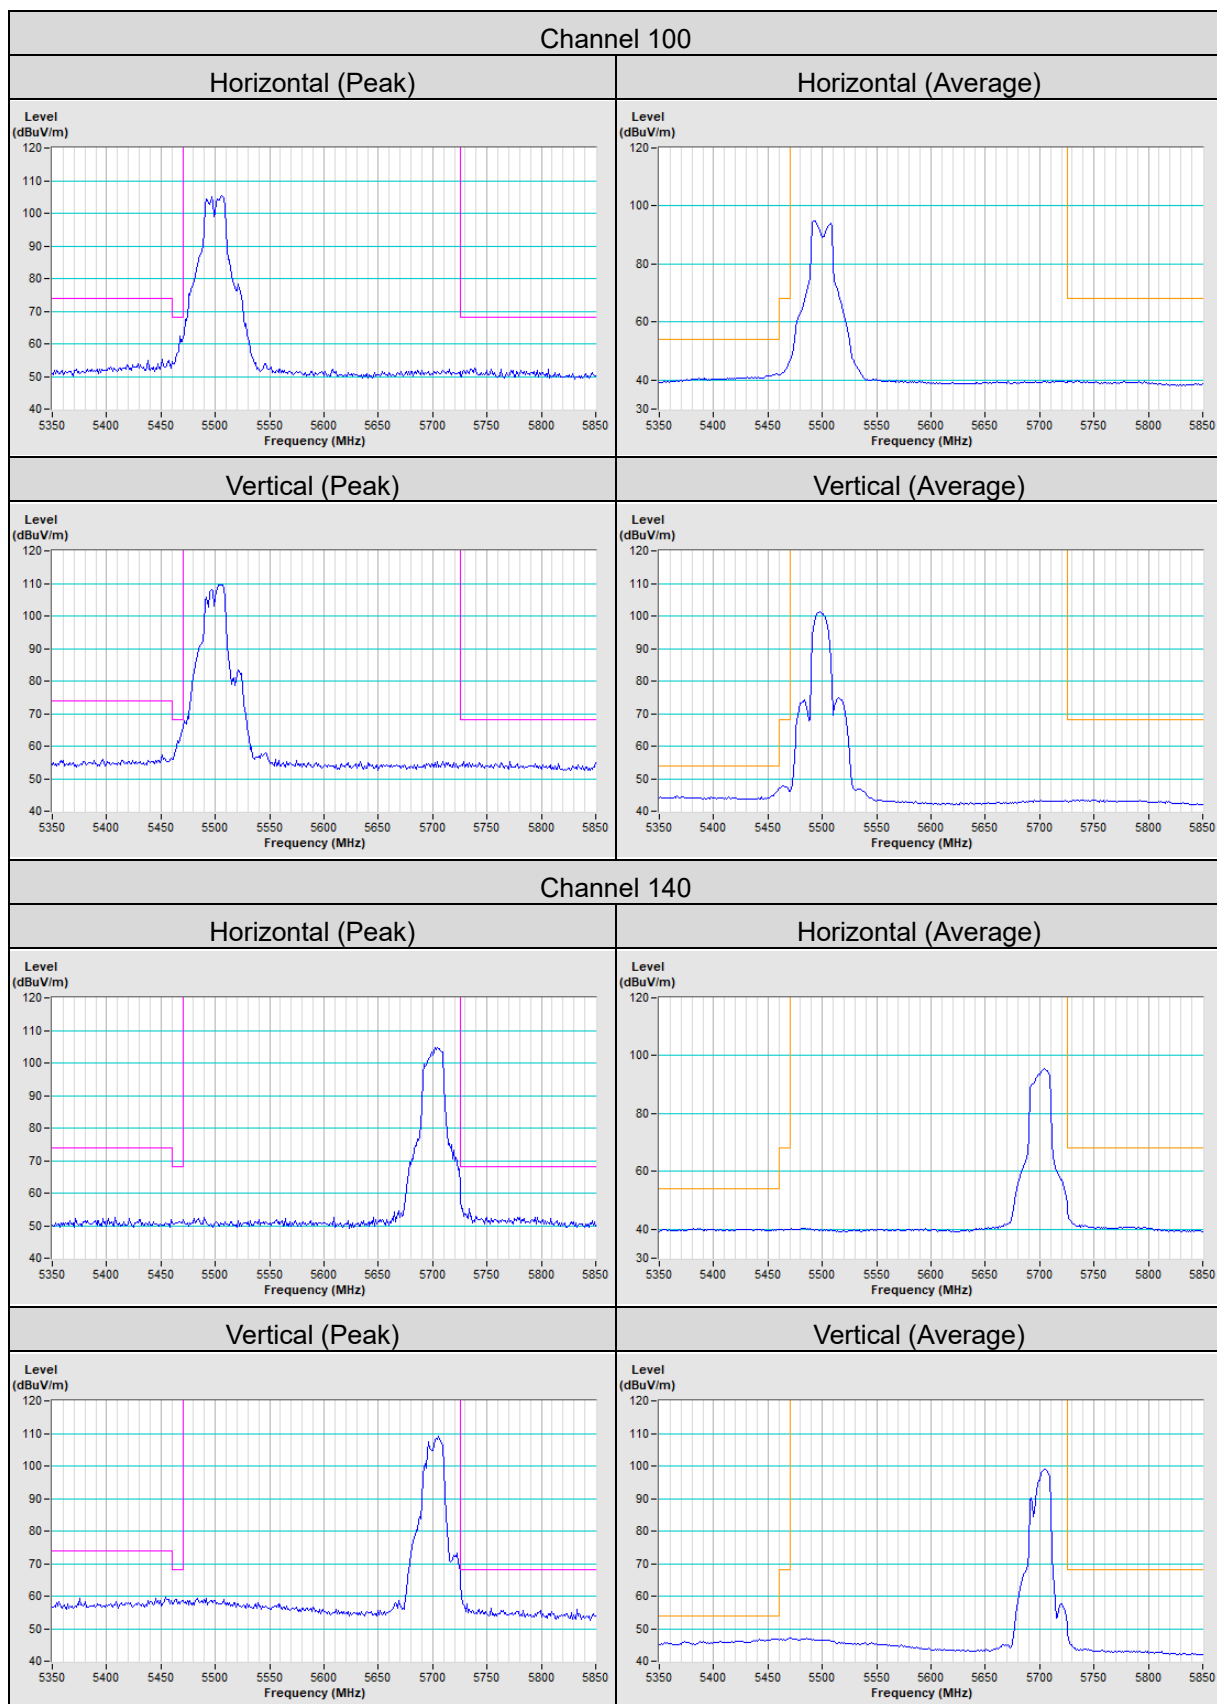 Channel 100
Horizontal (Peak) Horizontal (Average)
Level Level
(dBuV/m) (dBuV/m)
120 120
110
100 100
90
80 80
70
60 60
50
40 40
30
5350 5400 5450 5500 5550 5600 5650 5700 5750 5800 5850 5350 5400 5450 5500 5550 5600 5650 5700 5750 5800 5850
Frequency (MHz) Frequency (MHz)
Vertical (Peak) Vertical (Average)
Level Level
(dBuV/m) (dBuV/m)
120 120
110 110
100 100
90 90
80 80
70 70
60 60
50 50
40 40
5350 5400 5450 5500 5550 5600 5650 5700 5750 5800 5850 5350 5400 5450 5500 5550 5600 5650 5700 5750 5800 5850
Frequency (MHz) Frequency (MHz)
Channel 140
Horizontal (Peak) Horizontal (Average)
Level Level
(dBuV/m) (dBuV/m)
120 120
110
100 100
90
80 80
70
60 60
50
40 40
30
5350 5400 5450 5500 5550 5600 5650 5700 5750 5800 5850 5350 5400 5450 5500 5550 5600 5650 5700 5750 5800 5850
Frequency (MHz) Frequency (MHz)
Vertical (Peak) Vertical (Average)
Level Level
(dBuV/m) (dBuV/m)
120 120
110 110
100 100
90 90
80 80
70 70
60 60
50 50
40 40
5350 5400 5450 5500 5550 5600 5650 5700 5750 5800 5850 5350 5400 5450 5500 5550 5600 5650 5700 5750 5800 5850
Frequency (MHz) Frequency (MHz)